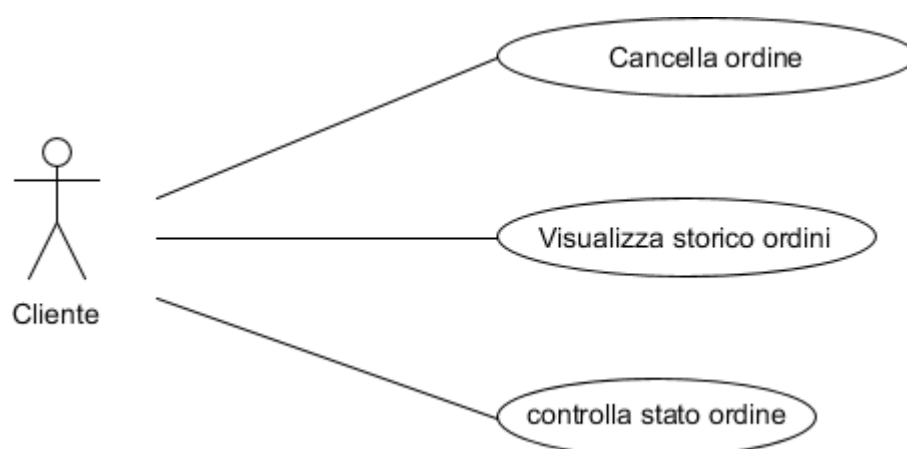 Cancella ordine
Visualizza storico ordini
Cliente
controlla stato ordine